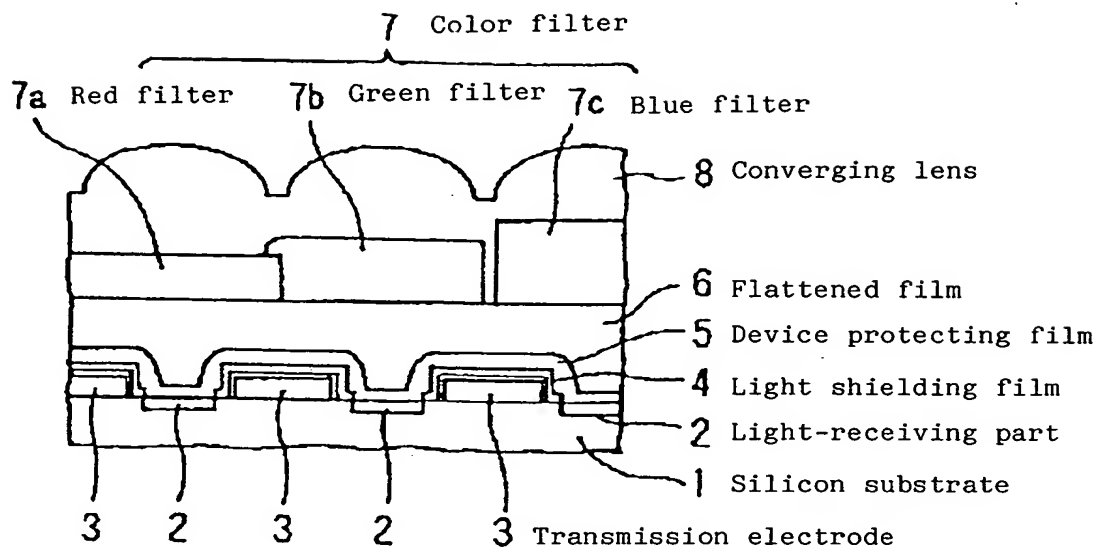 7 Color filter
7a Red filter
7b Green filter
7c Blue filter
8 Converging lens
6 Flattened film
5 Device protecting film
4 Light shielding film
2 Light-receiving part
1 Silicon substrate
3 2 3 2 3 Transmission electrode